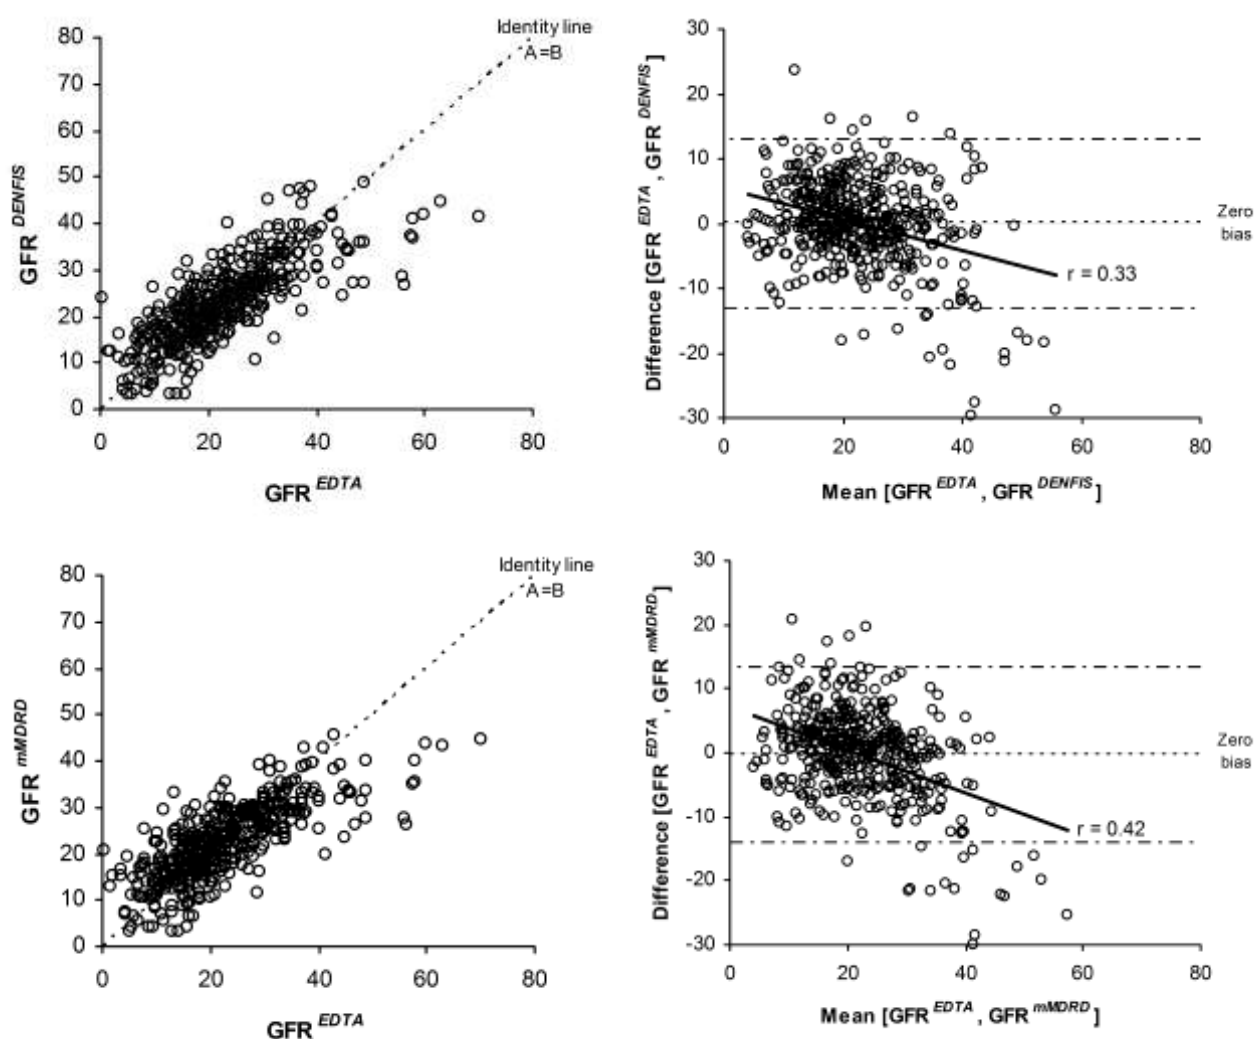 Identity line
A=B
80
70
60
50
40
30
20
10
0
GFR DENFIS
0 20 40 60 80
GFR EDTA
30
20
10
0
-10
-20
-30
Difference [GFR EDTA, GFR DENFIS]
Zero
bias
r = 0.33
0 20 40 60 80
Mean [GFR EDTA, GFR DENFIS]
Identity line
A=B
80
70
60
50
40
30
20
10
0
GFR mMDRD
0 20 40 60 80
GFR EDTA
30
20
10
0
-10
-20
-30
Difference [GFR EDTA, GFR mMDRD]
Zero
bias
r = 0.42
0 20 40 60 80
Mean [GFR EDTA, GFR mMDRD]